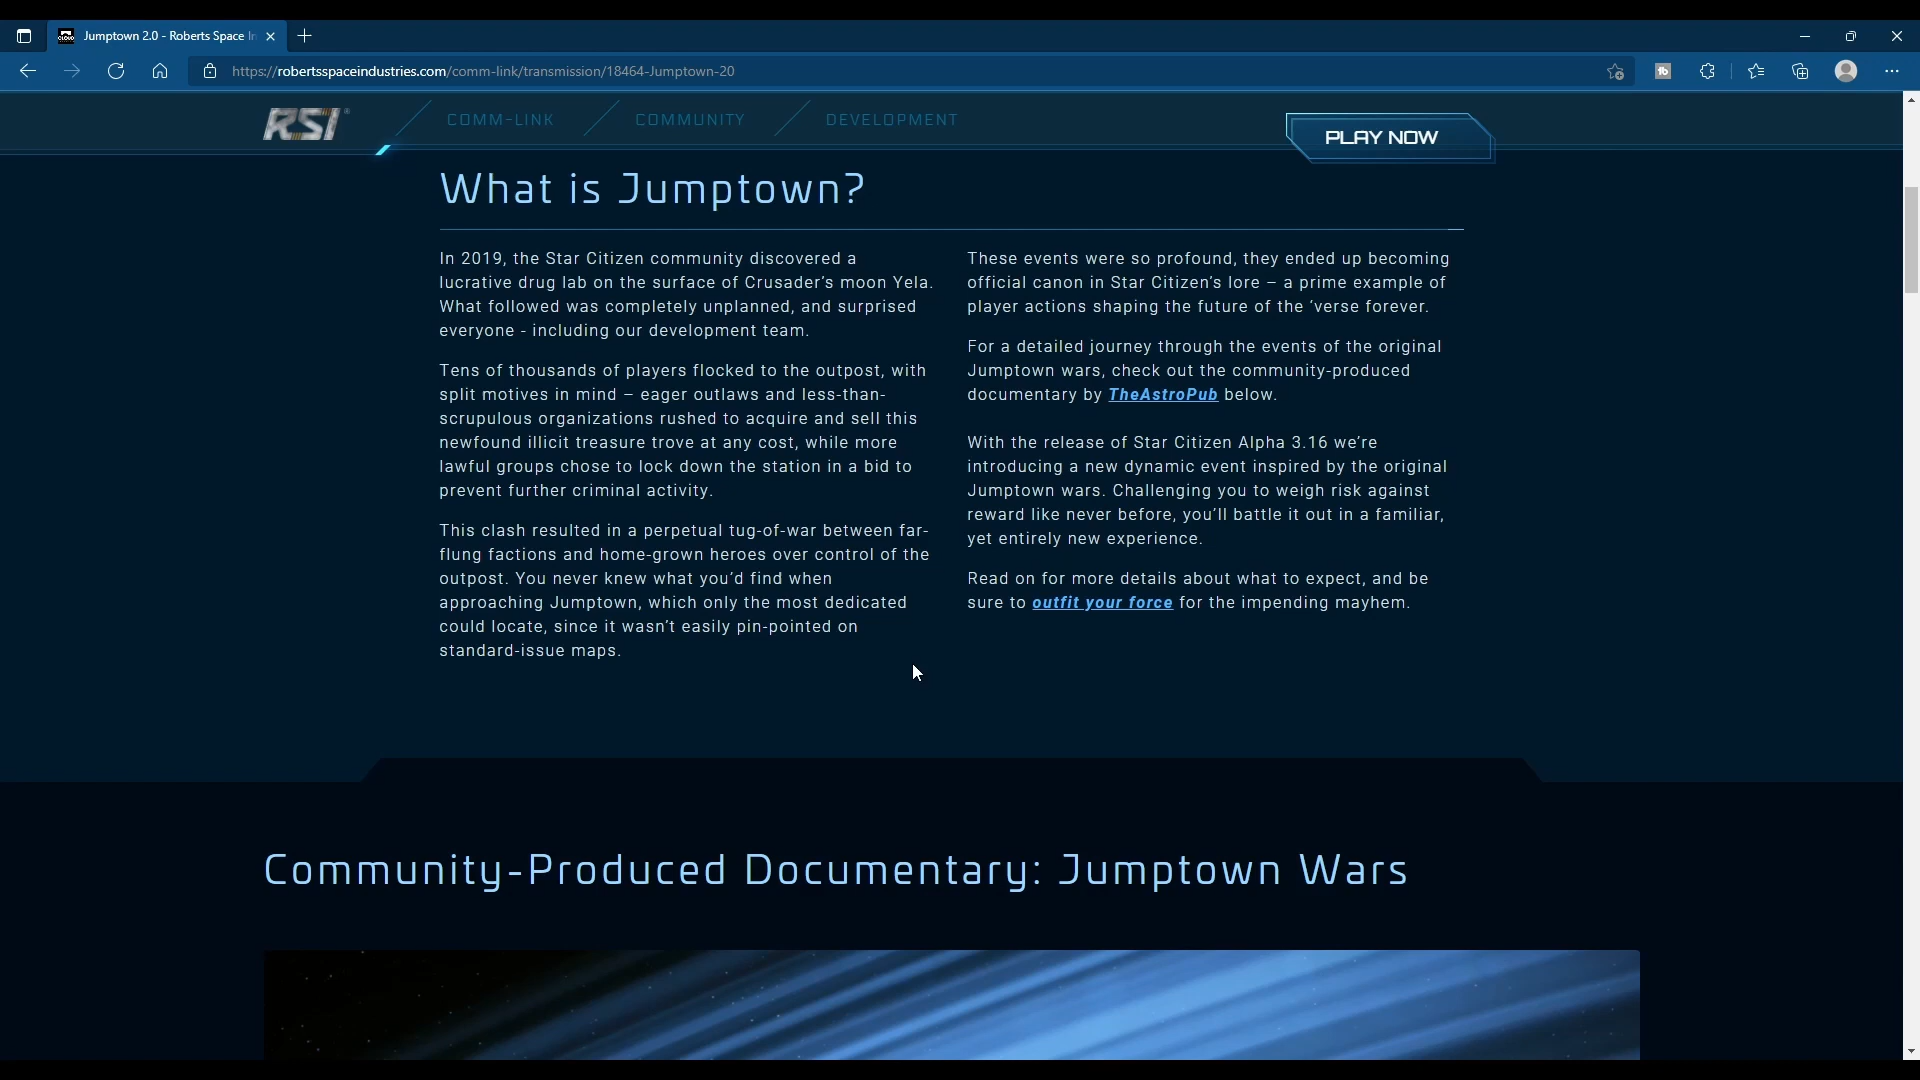 Jumptown 2.0 - Roberts Space In
https://robertsspaceindustries.com/comm-link/transmission/18464-Jumptown-20
RSI
COMM-LINK
COMMUNITY
DEVELOPMENT
PLAY NOW
What is Jumptown?
In 2019, the Star Citizen community discovered a
lucrative drug lab on the surface of Crusader's moon Yela.
What followed was completely unplanned, and surprised
everyone - including our development team.
Tens of thousands of players flocked to the outpost, with
split motives in mind – eager outlaws and less-than-
scrupulous organizations rushed to acquire and sell this
newfound illicit treasure trove at any cost, while more
lawful groups chose to lock down the station in a bid to
prevent further criminal activity.
This clash resulted in a perpetual tug-of-war between far-
flung factions and home-grown heroes over control of the
outpost. You never knew what you'd find when
approaching Jumptown, which only the most dedicated
could locate, since it wasn't easily pin-pointed on
standard-issue maps.
These events were so profound, they ended up becoming
official canon in Star Citizen's lore – a prime example of
player actions shaping the future of the 'verse forever.
For a detailed journey through the events of the original
Jumptown wars, check out the community-produced
documentary by TheAstroPub below.
With the release of Star Citizen Alpha 3.16 we're
introducing a new dynamic event inspired by the original
Jumptown wars. Challenging you to weigh risk against
reward like never before, you'll battle it out in a familiar,
yet entirely new experience.
Read on for more details about what to expect, and be
sure to outfit your force for the impending mayhem.
Community-Produced Documentary: Jumptown Wars